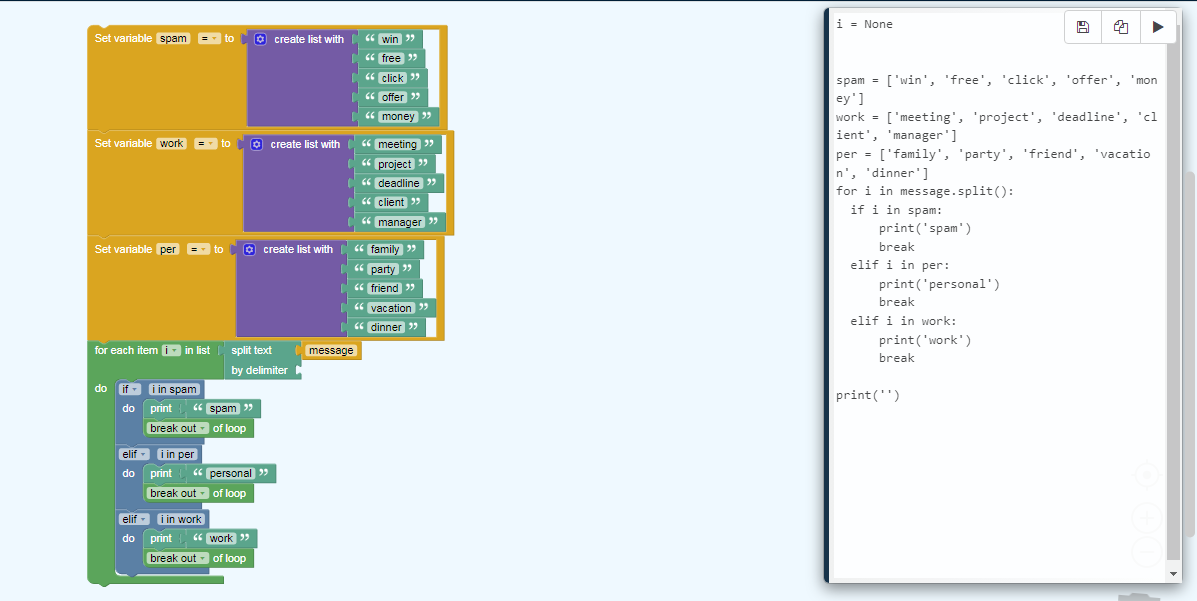 Set variable spam = to create list with “ win ”
“ free ”
“ click ”
“ offer ”
“ money ”
Set variable work = to create list with “ meeting ”
“ project ”
“ deadline ”
“ client ”
“ manager ”
Set variable per = to create list with “ family ”
“ party ”
“ friend ”
“ vacation ”
“ dinner ”
for each item i in list split text message
by delimiter
do if i in spam
do print “ spam ”
break out of loop
elif i in per
do print “ personal ”
break out of loop
elif i in work
do print “ work ”
break out of loop
i = None
spam = ['win', 'free', 'click', 'offer', 'mon
ey']
work = ['meeting', 'project', 'deadline', 'cl
ient', 'manager']
per = ['family', 'party', 'friend', 'vacatio
n', 'dinner']
for i in message.split():
if i in spam:
print('spam')
break
elif i in per:
print('personal')
break
elif i in work:
print('work')
break
print('')